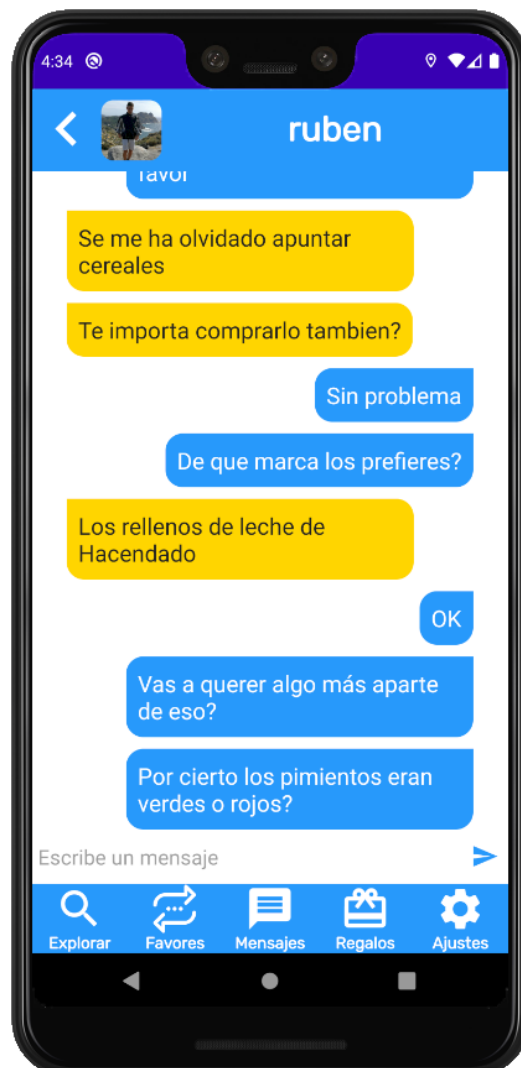 4:34
ruben
favor
Se me ha olvidado apuntar
cereales
Te importa comprarlo tambien?
Sin problema
De que marca los prefieres?
Los rellenos de leche de
Hacendado
OK
Vas a querer algo más aparte
de eso?
Por cierto los pimientos eran
verdes o rojos?
Escribe un mensaje
Explorar Favores Mensajes Regalos Ajustes